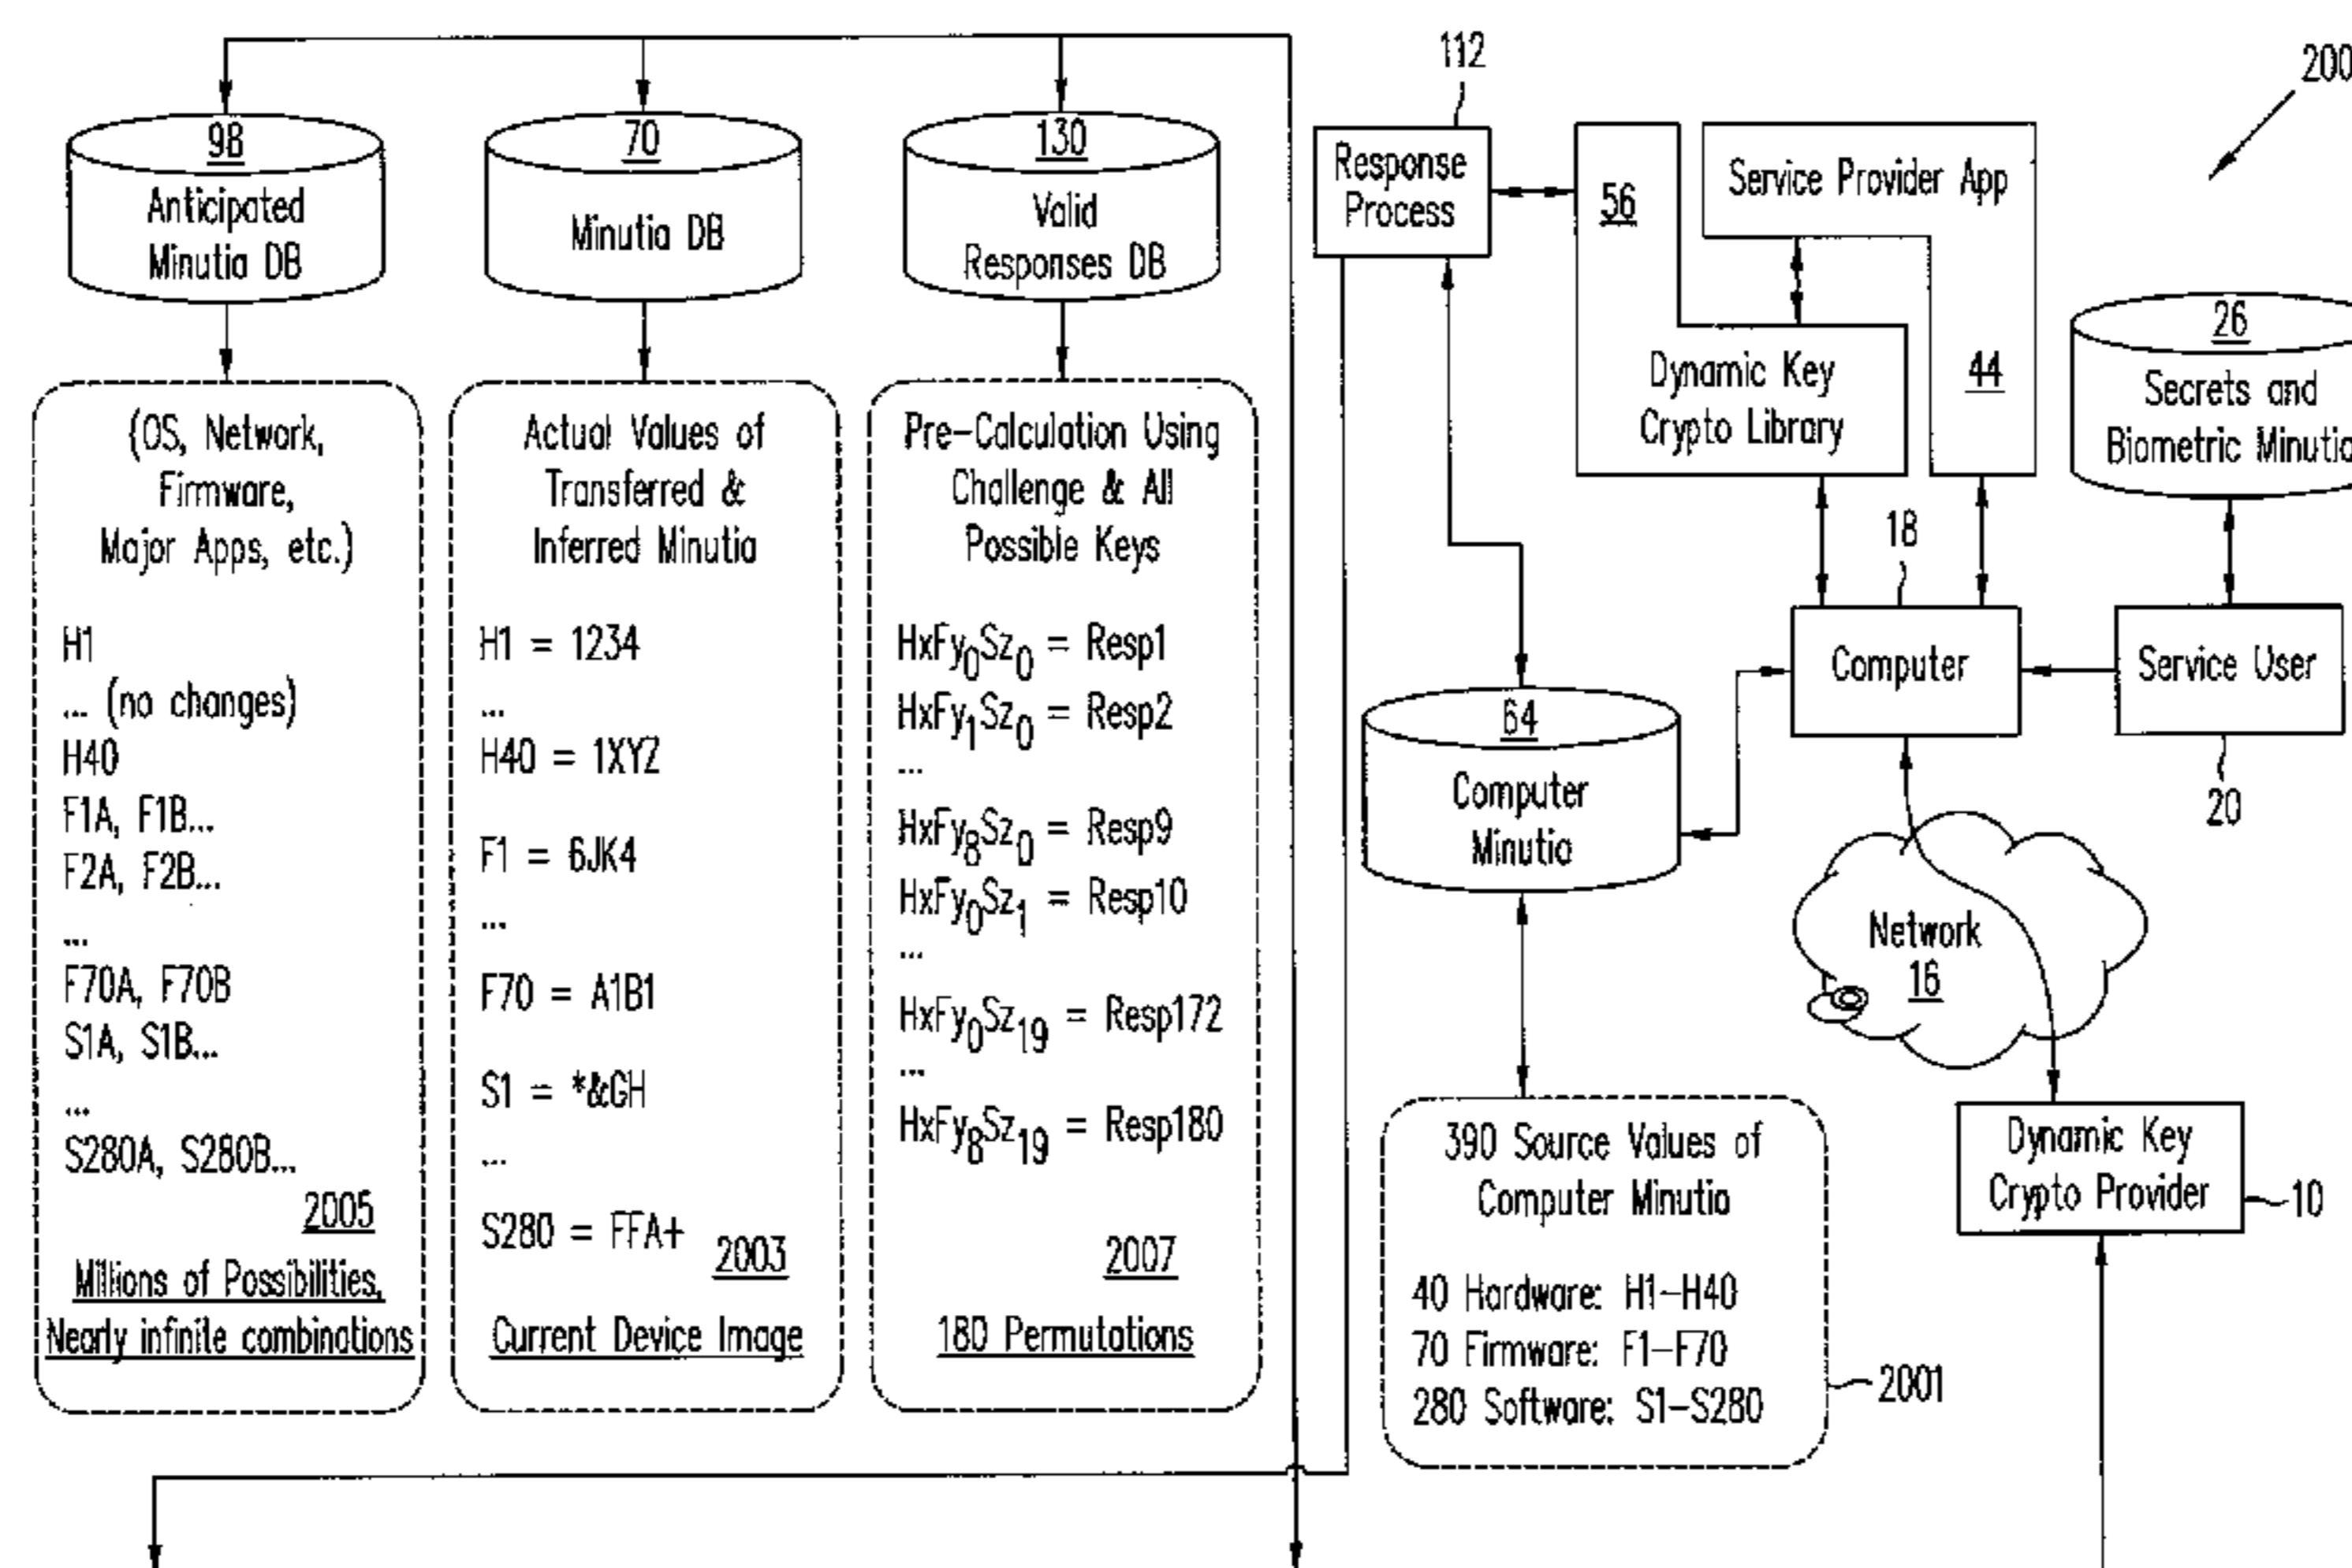 98
Anticipated
Minutia DB
(OS, Network,
Firmware,
Major Apps, etc.)
H1
... (no changes)
H40
F1A, F1B...
F2A, F2B...
...
F70A, F70B
S1A, S1B...
...
S280A, S280B...
2005
Millions of Possibilities,
Nearly infinile combinations
70
Minutia DB
Actual Values of
Transferred &
Inferred Minutia
H1 = 1234
...
H40 = 1XYZ
F1 = 6JK4
...
F70 = A1B1
S1 = *&GH
...
S280 = FFA+
2003
Current Device Image
130
Valid
Responses DB
Pre-Calculation Using
Challenge & All
Possible Keys
HxFy0Sz0 = Resp1
HxFy1Sz0 = Resp2
...
HxFy8Sz0 = Resp9
HxFy0Sz1 = Resp10
...
HxFy0Sz19 = Resp172
...
HxFy8Sz19 = Resp180
2007
180 Permutations
112
Response
Process
56
Dynamic Key
Crypto Library
Service Provider App
44
200
26
Secrets and
Biometric Minutia
18
Computer
Service User
20
64
Computer
Minutia
Network
16
390 Source Values of
Computer Minutia
40 Hardware: H1-H40
70 Firmware: F1-F70
280 Software: S1-S280
2001
Dynamic Key
Crypto Provider
10